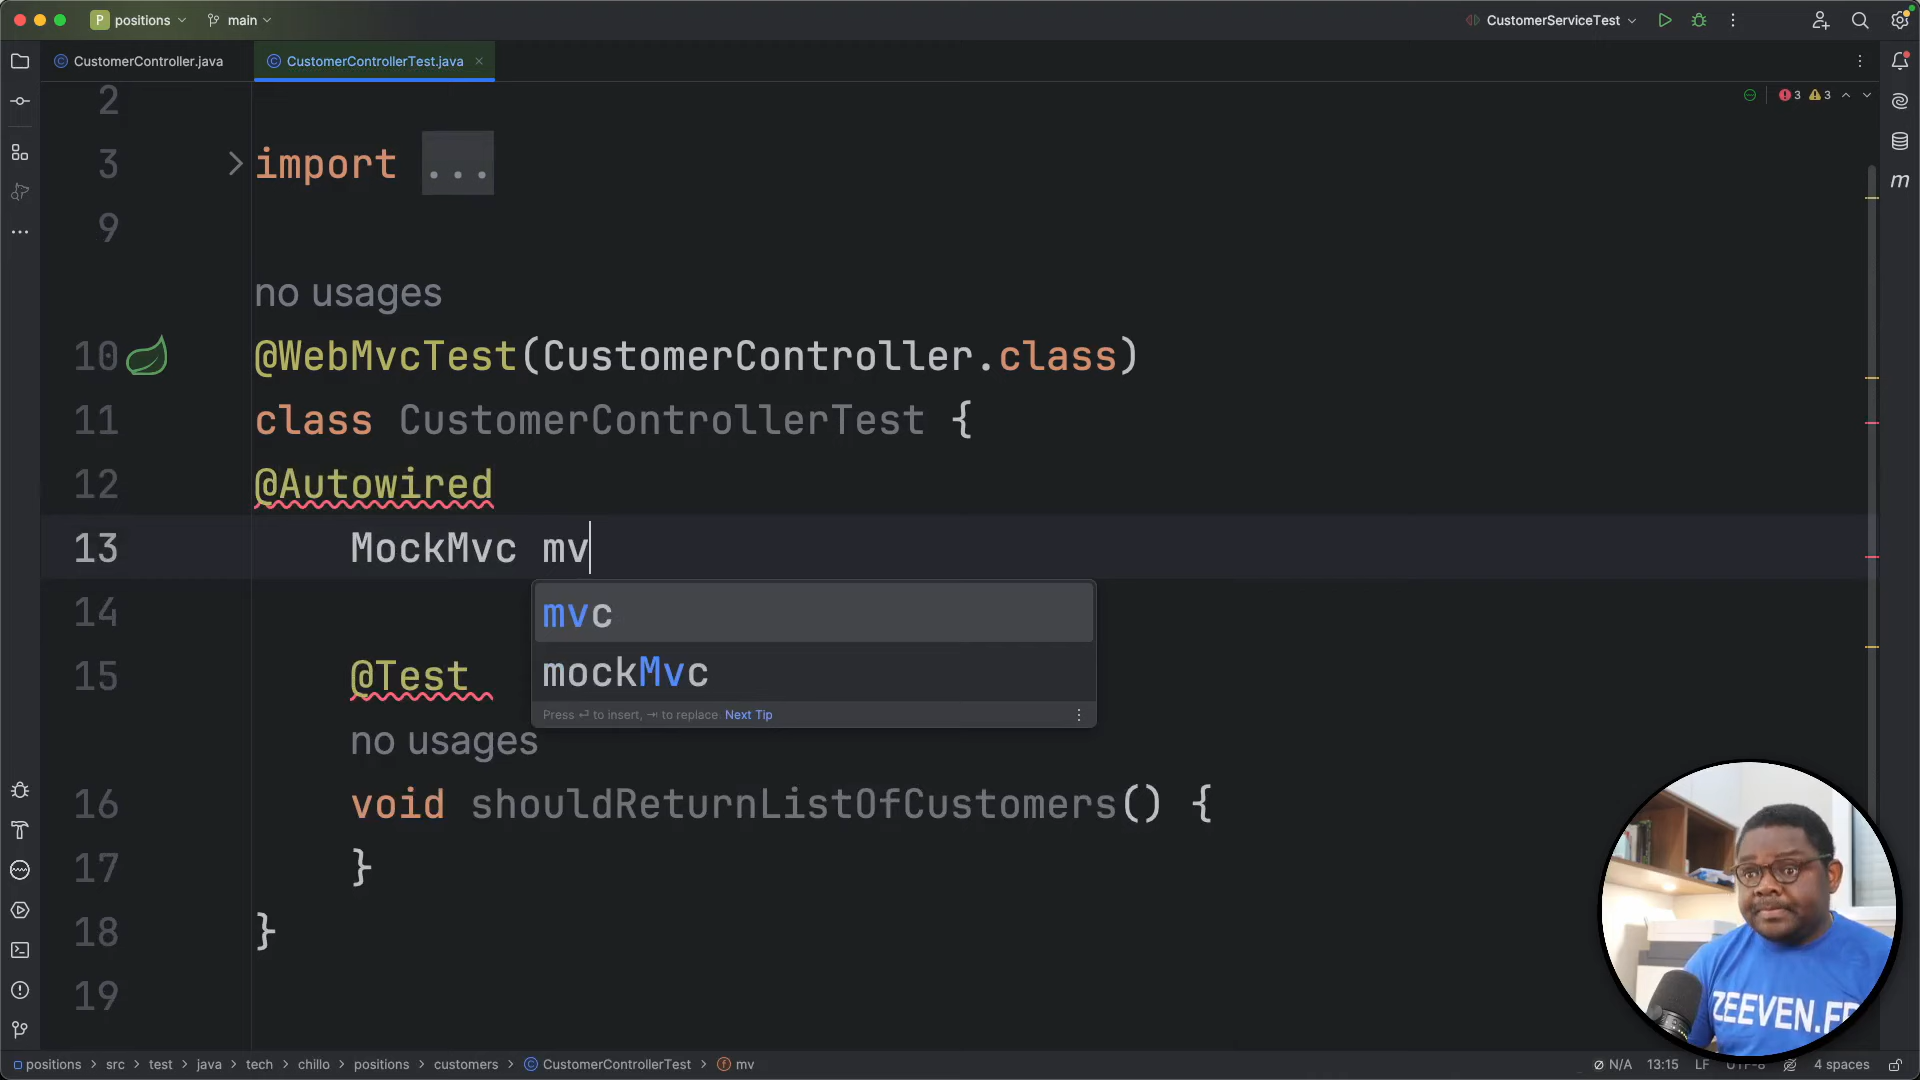 P positions main CustomerServiceTest
CustomerController.java CustomerControllerTest.java
3 3
2
3 import ...
9
no usages
10 @WebMvcTest(CustomerController.class)
11 class CustomerControllerTest {
12 @Autowired
13 MockMvc mv
mvc
14
mockMvc
15 @Test
Press ⏎ to insert, ⇥ to replace Next Tip
no usages
16 void shouldReturnListOfCustomers() {
17 }
18 }
19
ZEEVEN.FR
positions > src > test > java > tech > chillo > positions > customers > CustomerControllerTest > mv N/A 13:15 LF UTF-8 4 spaces